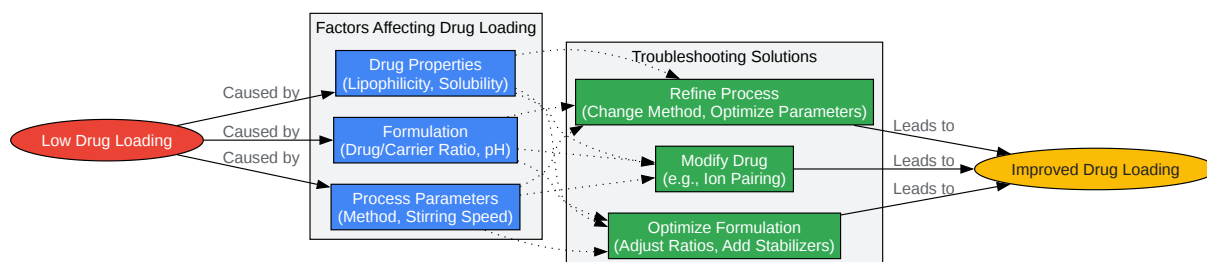 Factors Affecting Drug Loading
Troubleshooting Solutions
Low Drug Loading
Caused by
Caused by
Caused by
Drug Properties
(Lipophilicity, Solubility)
Formulation
(Drug/Carrier Ratio, pH)
Process Parameters
(Method, Stirring Speed)
Refine Process
(Change Method, Optimize Parameters)
Modify Drug
(e.g., Ion Pairing)
Optimize Formulation
(Adjust Ratios, Add Stabilizers)
Leads to
Leads to
Leads to
Improved Drug Loading